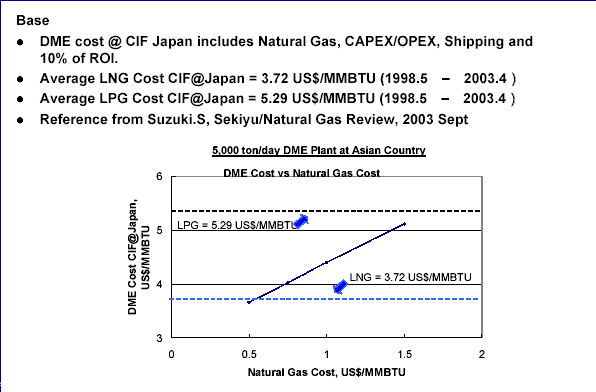 Base
● DME cost @ CIF Japan includes Natural Gas, CAPEX/OPEX, Shipping and
10% of ROI.
● Average LNG Cost CIF@Japan = 3.72 US$/MMBTU (1998.5 – 2003.4 )
● Average LPG Cost CIF@Japan = 5.29 US$/MMBTU (1998.5 – 2003.4 )
● Reference from Suzuki.S, Sekiyu/Natural Gas Review, 2003 Sept
5,000 ton/day DME Plant at Asian Country
DME Cost vs Natural Gas Cost
DME Cost CIF@Japan,
US$/MMBTU
6
5
4
3
LPG = 5.29 US$/MMBTU
LNG = 3.72 US$/MMBTU
0 0.5 1 1.5 2
Natural Gas Cost, US$/MMBTU